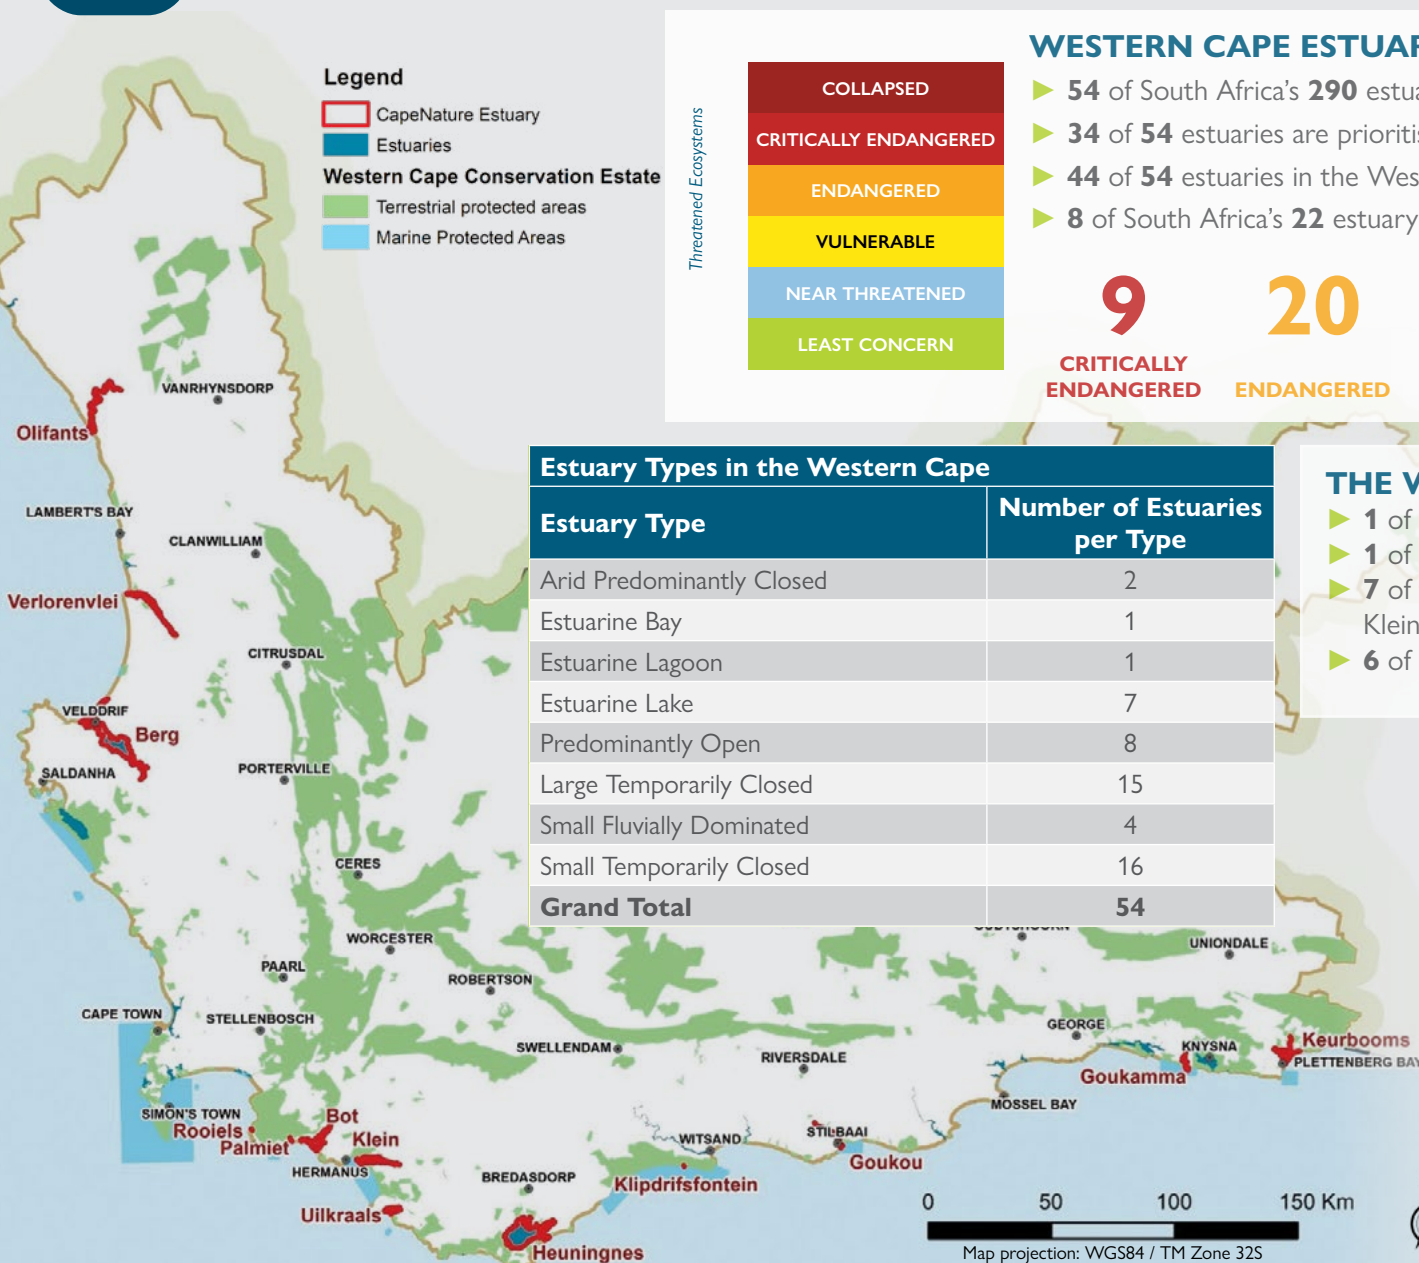 Legend
CapeNature Estuary
Estuaries
Western Cape Conservation Estate
Terrestrial protected areas
Marine Protected Areas
Threatened Ecosystems
COLLAPSED
CRITICALLY ENDANGERED
ENDANGERED
VULNERABLE
NEAR THREATENED
LEAST CONCERN
WESTERN CAPE
► 54 of South Africa's 290
► 34 of 54 estuaries are
► 44 of 54 estuaries in the
► 8 of South Africa's 22 estuary
9
CRITICALLY
ENDANGERED
20
ENDANGERED
Estuary Types in the Western Cape
Estuary Type Number of Estuaries
per Type
Arid Predominantly Closed 2
Estuarine Bay 1
Estuarine Lagoon 1
Estuarine Lake 7
Predominantly Open 8
Large Temporarily Closed 15
Small Fluvially Dominated 4
Small Temporarily Closed 16
Grand Total 54
THE
► 1 of
► 1 of
► 7 of
Klein
► 6 of
VANRHYNSDORP
Olifants
LAMBERT'S BAY
CLANWILLIAM
Verlorenvlei
CITRUSDAL
VELDDRIF
Berg
SALDANHA
PORTERVILLE
CERES
WORCESTER
PAARL
ROBERTSON
UNIONDALE
CAPE TOWN
STELLENBOSCH
SWELLENDAM
RIVERSDALE
GEORGE
KNYSNA
Keurbooms
PLETTENBERG BAY
Goukamma
MOSSEL BAY
SIMON'S TOWN
Rooiels
Palmiet
Bot
Klein
HERMANUS
WITSAND
STILBAAI
Goukou
BREDASDORP
Klipdrifsfontein
Uilkraals
Heuningnes
0 50 100 150 Km
Map projection: WGS84 / TM Zone 32S